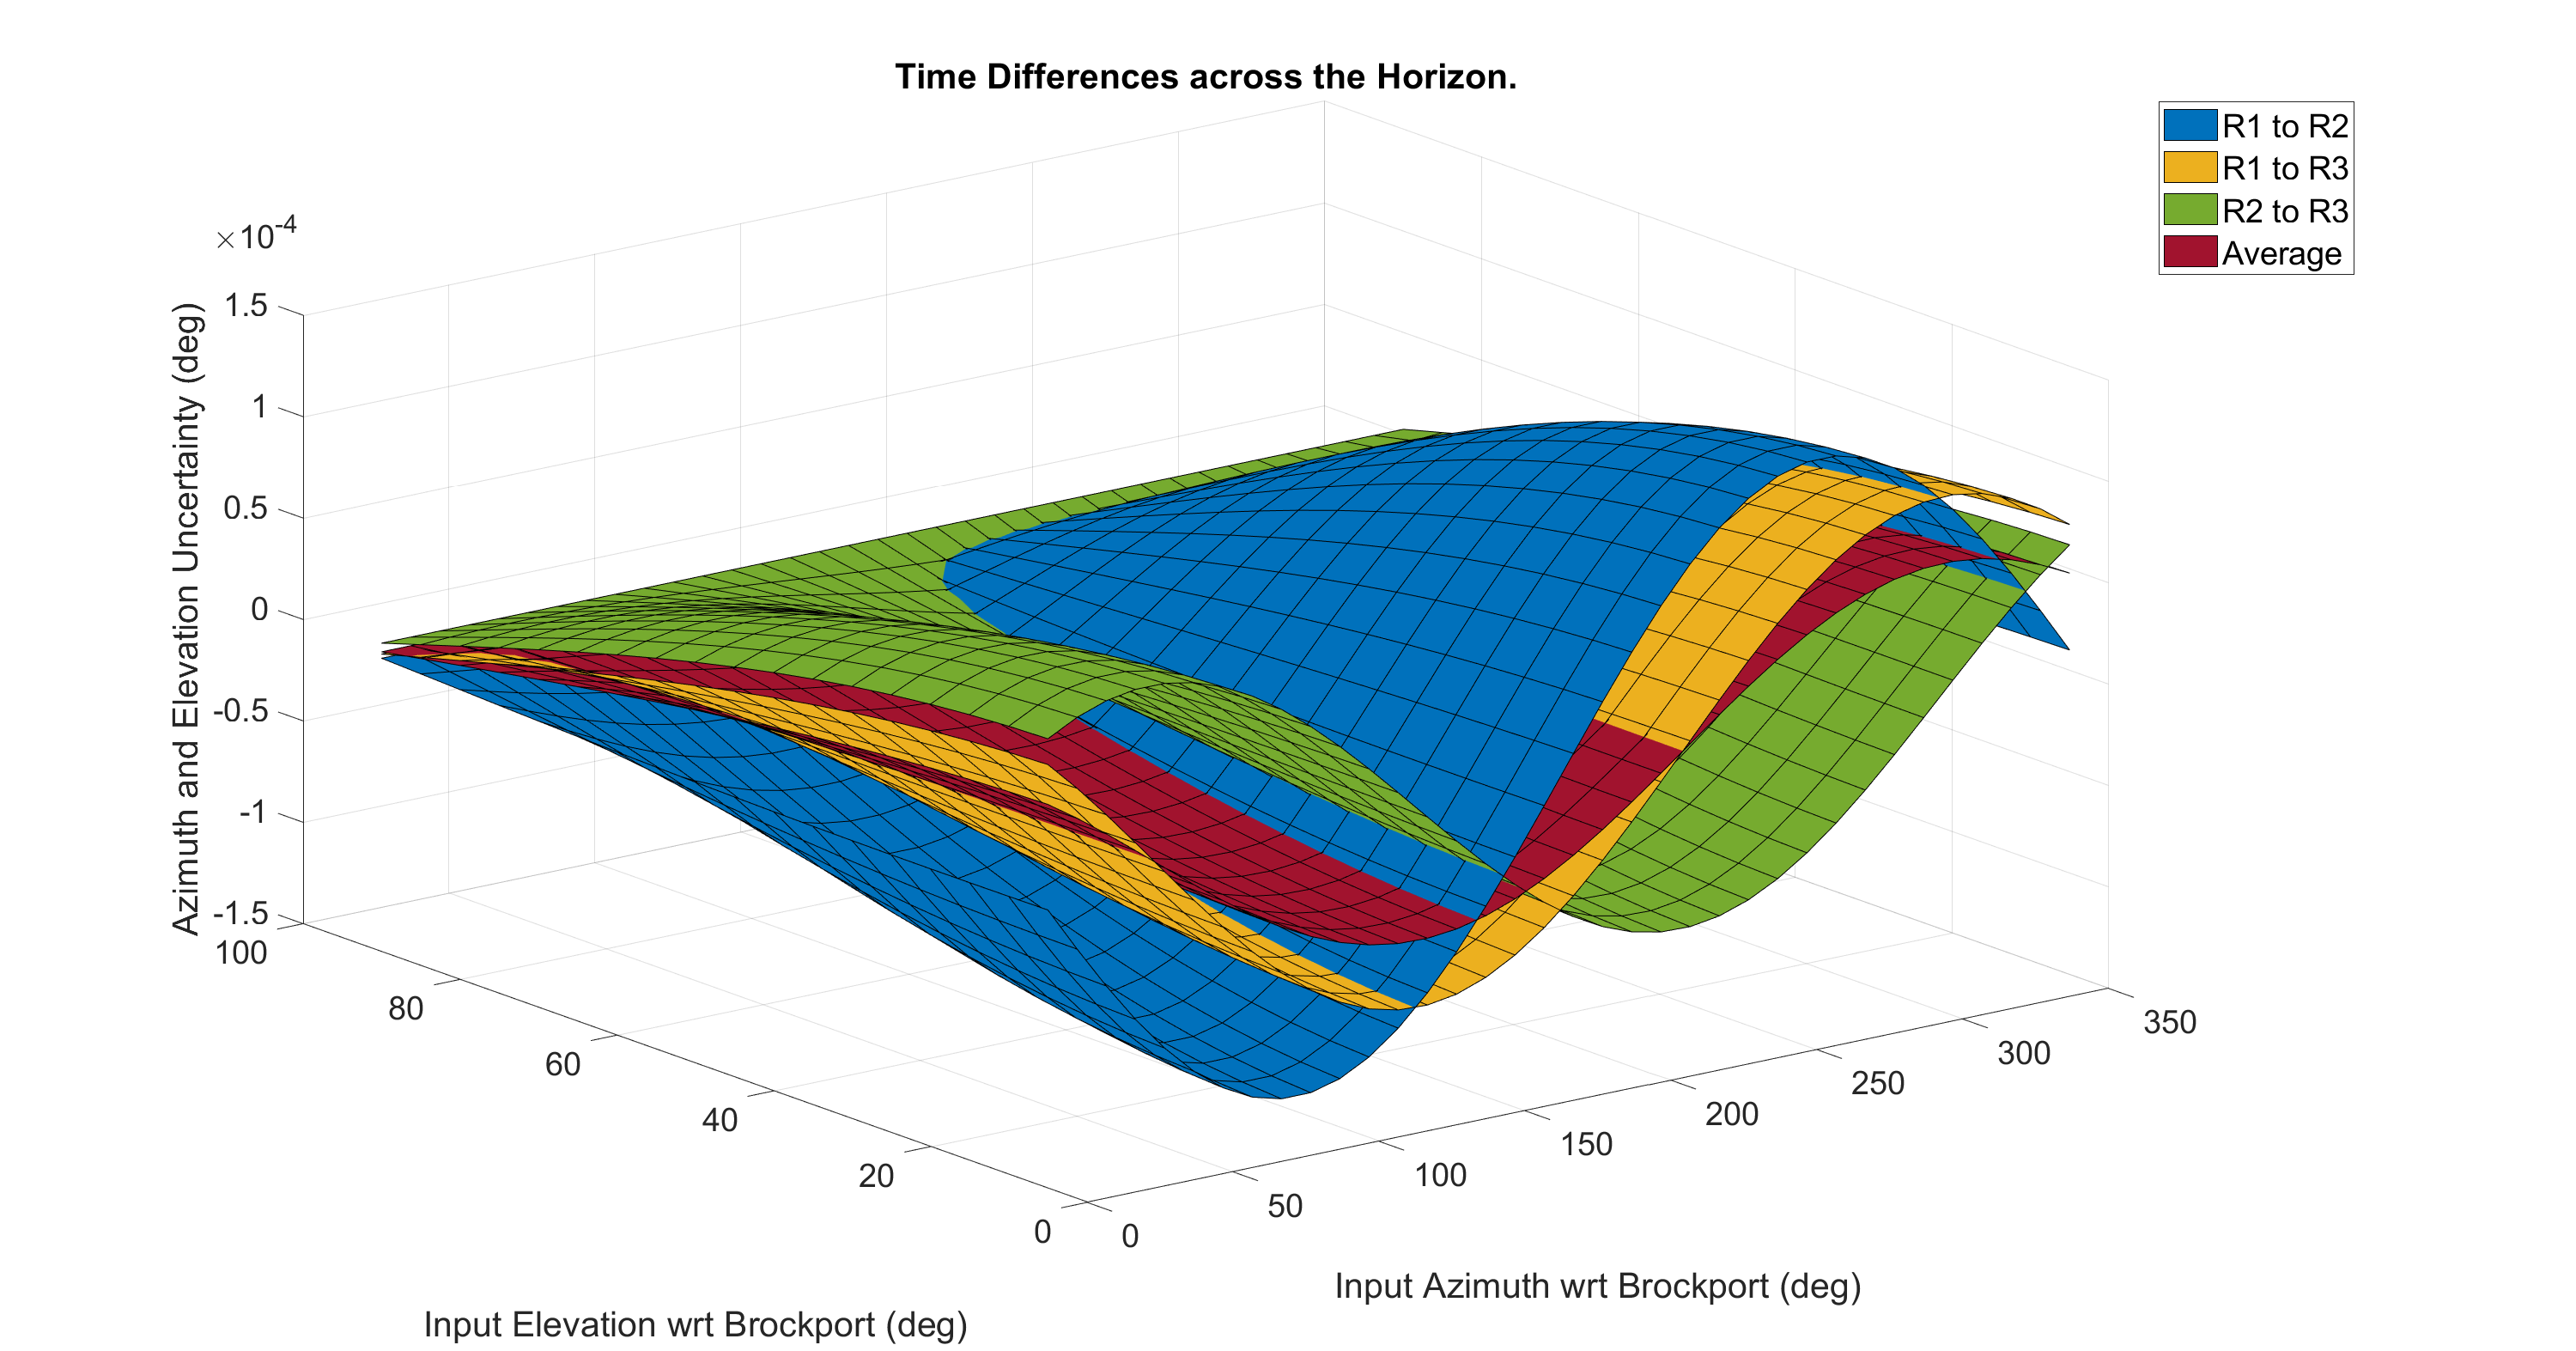 Time Differences across the Horizon.
R1 to R2
R1 to R3
R2 to R3
Average
×10-4
1.5
1
0.5
0
-0.5
-1
-1.5
Azimuth and Elevation Uncertainty (deg)
100
80
60
40
20
0
0
50
100
150
200
250
300
350
Input Azimuth wrt Brockport (deg)
Input Elevation wrt Brockport (deg)